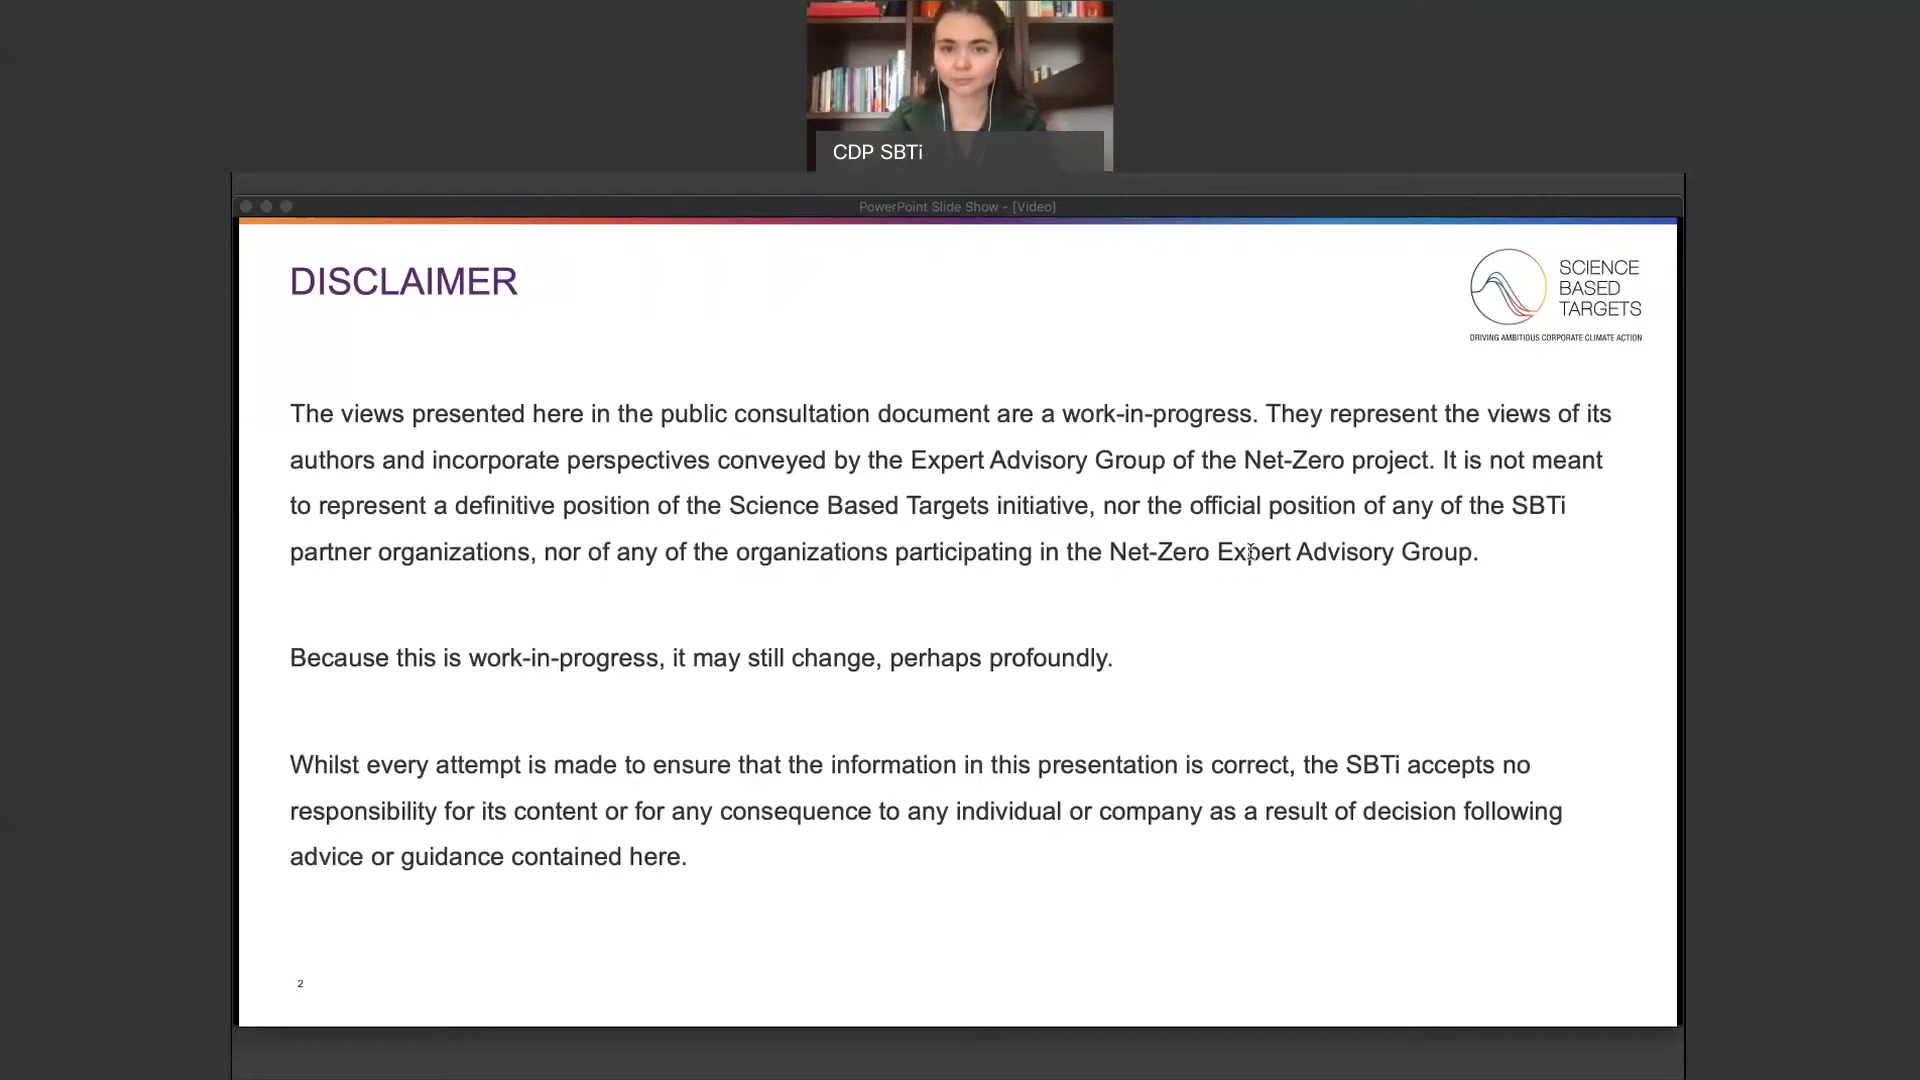 CDP SBTi
PowerPoint Slide Show - [Video]
DISCLAIMER
SCIENCE
BASED
TARGETS
DRIVING AMBITIOUS CORPORATE CLIMATE ACTION
The views presented here in the public consultation document are a work-in-progress. They represent the views of its
authors and incorporate perspectives conveyed by the Expert Advisory Group of the Net-Zero project. It is not meant
to represent a definitive position of the Science Based Targets initiative, nor the official position of any of the SBTi
partner organizations, nor of any of the organizations participating in the Net-Zero Expert Advisory Group.
Because this is work-in-progress, it may still change, perhaps profoundly.
Whilst every attempt is made to ensure that the information in this presentation is correct, the SBTi accepts no
responsibility for its content or for any consequence to any individual or company as a result of decision following
advice or guidance contained here.
2